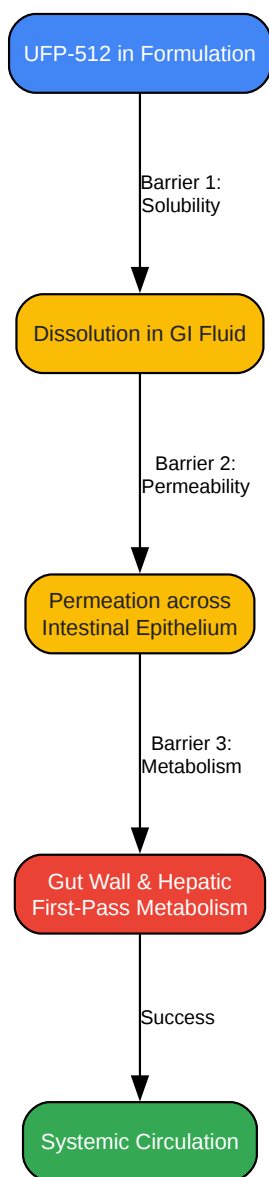 UFP-512 in Formulation
Barrier 1:
Solubility
Dissolution in GI Fluid
Barrier 2:
Permeability
Permeation across
Intestinal Epithelium
Barrier 3:
Metabolism
Gut Wall & Hepatic
First-Pass Metabolism
Success
Systemic Circulation